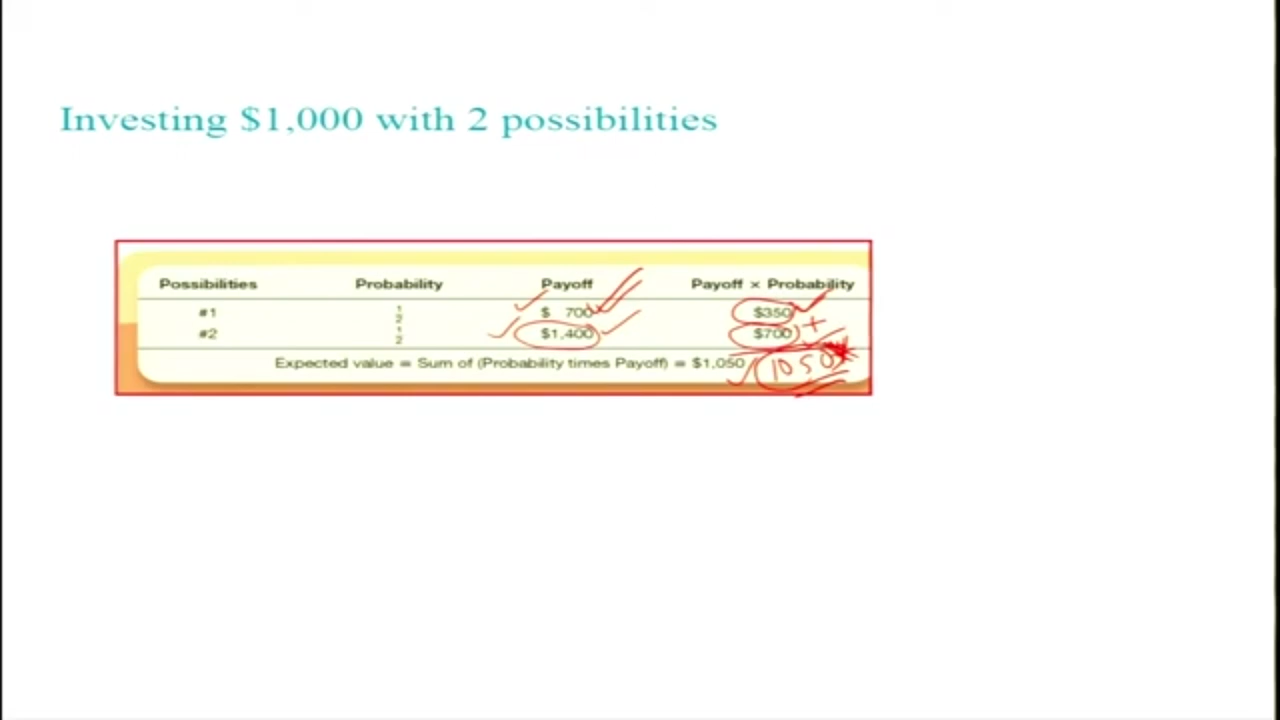 Investing $1,000 with 2 possibilities
Possibilities Probability Payoff Payoff × Probability
#1 1/2 $ 700 $350
#2 1/2 $1,400 $700 +
Expected value = Sum of (Probability times Payoff) = $1,050 1050